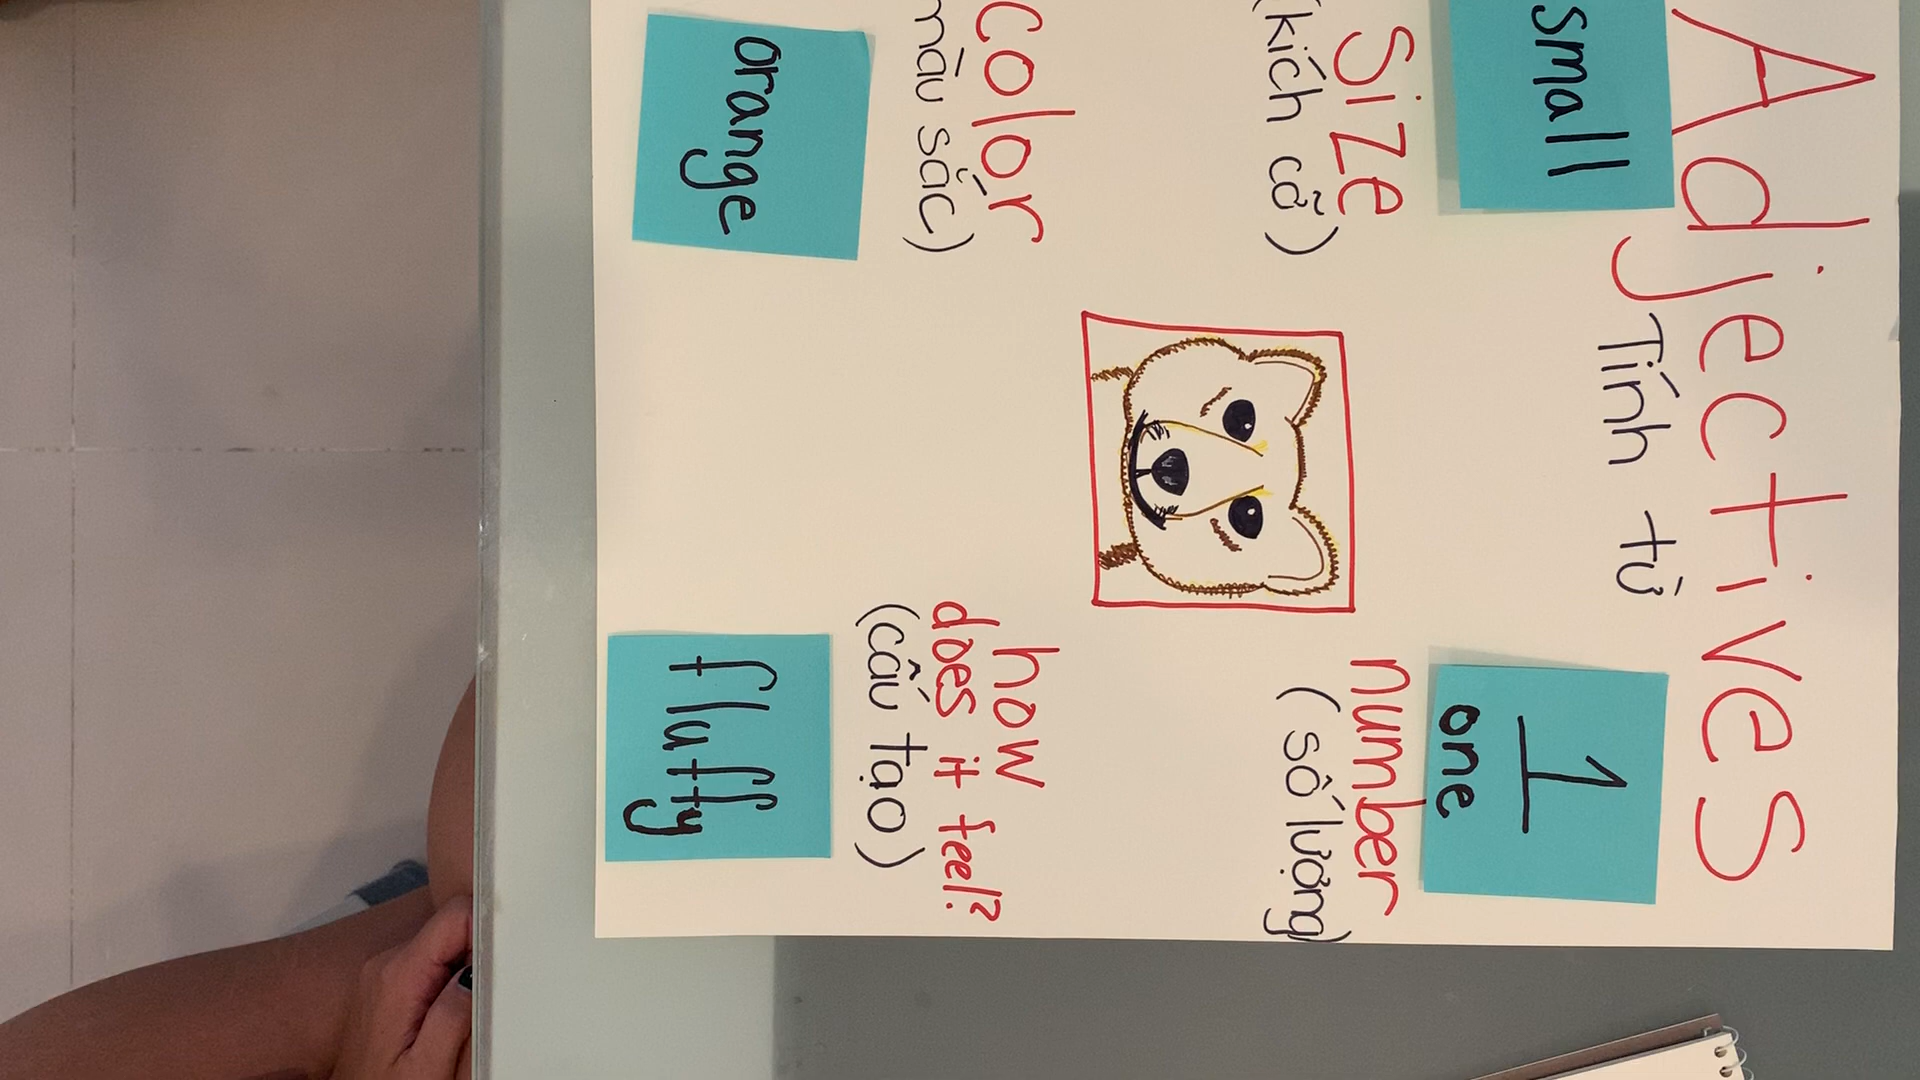 Adjectives
Tính từ
small
size
(kích cỡ)
1
one
number
(số lượng)
color
màu sắc)
orange
how
does it feel?
(cấu tạo)
fluffy